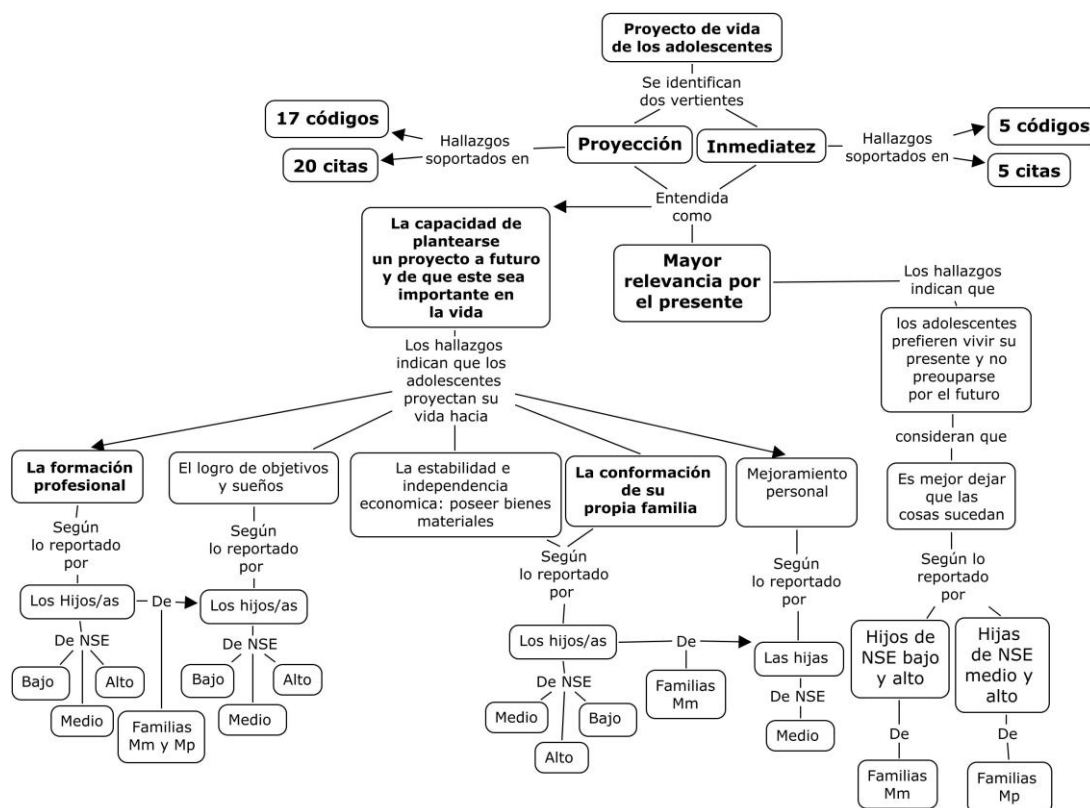 Proyecto de vida
de los adolescentes
Se identifican
dos vertientes
17 códigos
20 citas
Hallazgos
soportados en
Proyección
Inmediatez
Hallazgos
soportados en
5 códigos
5 citas
Entendida
como
La capacidad de
plantearse
un proyecto a futuro
y de que este sea
importante en
la vida
Mayor
relevancia por
el presente
Los hallazgos
indican que
los adolescentes
prefieren vivir su
presente y no
preouparse
por el futuro
consideran que
Es mejor dejar
que las
cosas sucedan
Según lo
reportado
por
Hijos de
NSE bajo
y alto
De
Familias
Mm
Hijas
de NSE
medio y
alto
De
Familias
Mp
Los hallazgos
indican que los
adolescentes
proyectan su
vida hacia
La formación
profesional
Según
lo reportado
por
Los Hijos/as
De NSE
Bajo
Medio
Alto
De
Familias
Mm y Mp
El logro de objetivos
y sueños
Según
lo reportado
por
Los hijos/as
De NSE
Bajo
Medio
Alto
La estabilidad e
independencia
economica: poseer bienes
materiales
La conformación
de su
propia familia
Según
lo reportado
por
Los hijos/as
De NSE
Medio
Alto
Bajo
De
Familias
Mm
Mejoramiento
personal
Según
lo reportado
por
Las hijas
De NSE
Medio